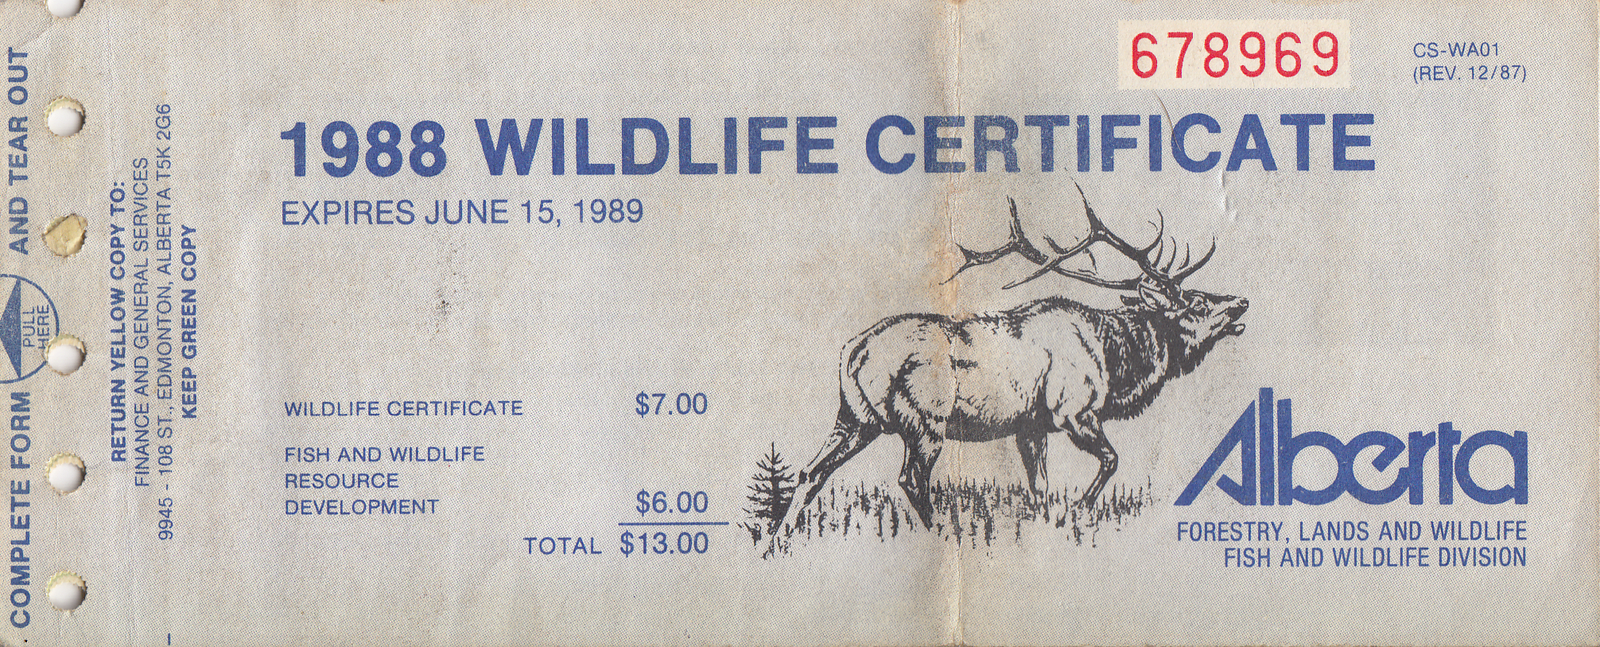 COMPLETE FORM AND TEAR OUT
PULL
HERE
RETURN YELLOW COPY TO:
FINANCE AND GENERAL SERVICES
9945 - 108 ST., EDMONTON, ALBERTA T5K 2G6
KEEP GREEN COPY
678969
CS-WA01
(REV. 12/87)
1988 WILDLIFE CERTIFICATE
EXPIRES JUNE 15, 1989
WILDLIFE CERTIFICATE $7.00
FISH AND WILDLIFE
RESOURCE
DEVELOPMENT $6.00
TOTAL $13.00
Alberta
FORESTRY, LANDS AND WILDLIFE
FISH AND WILDLIFE DIVISION